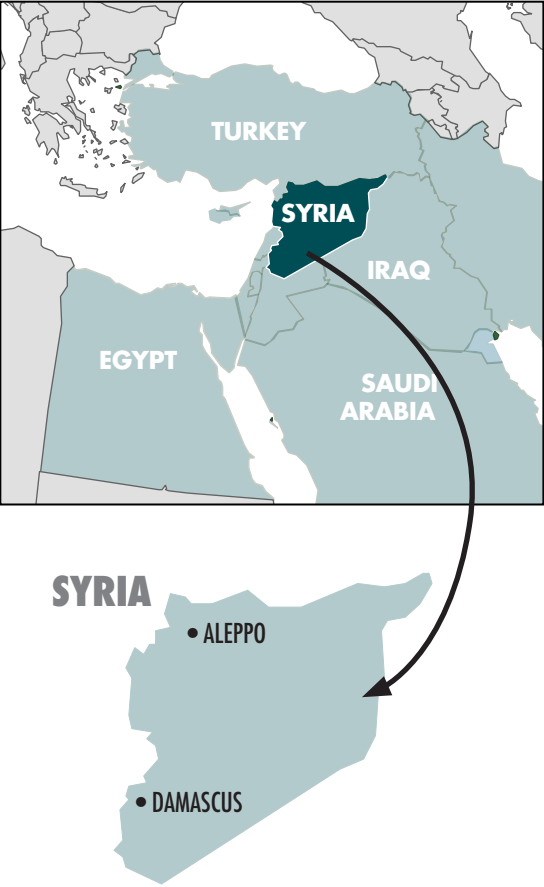 TURKEY
SYRIA
IRAQ
EGYPT
SAUDI
ARABIA
SYRIA
ALEPPO
DAMASCUS